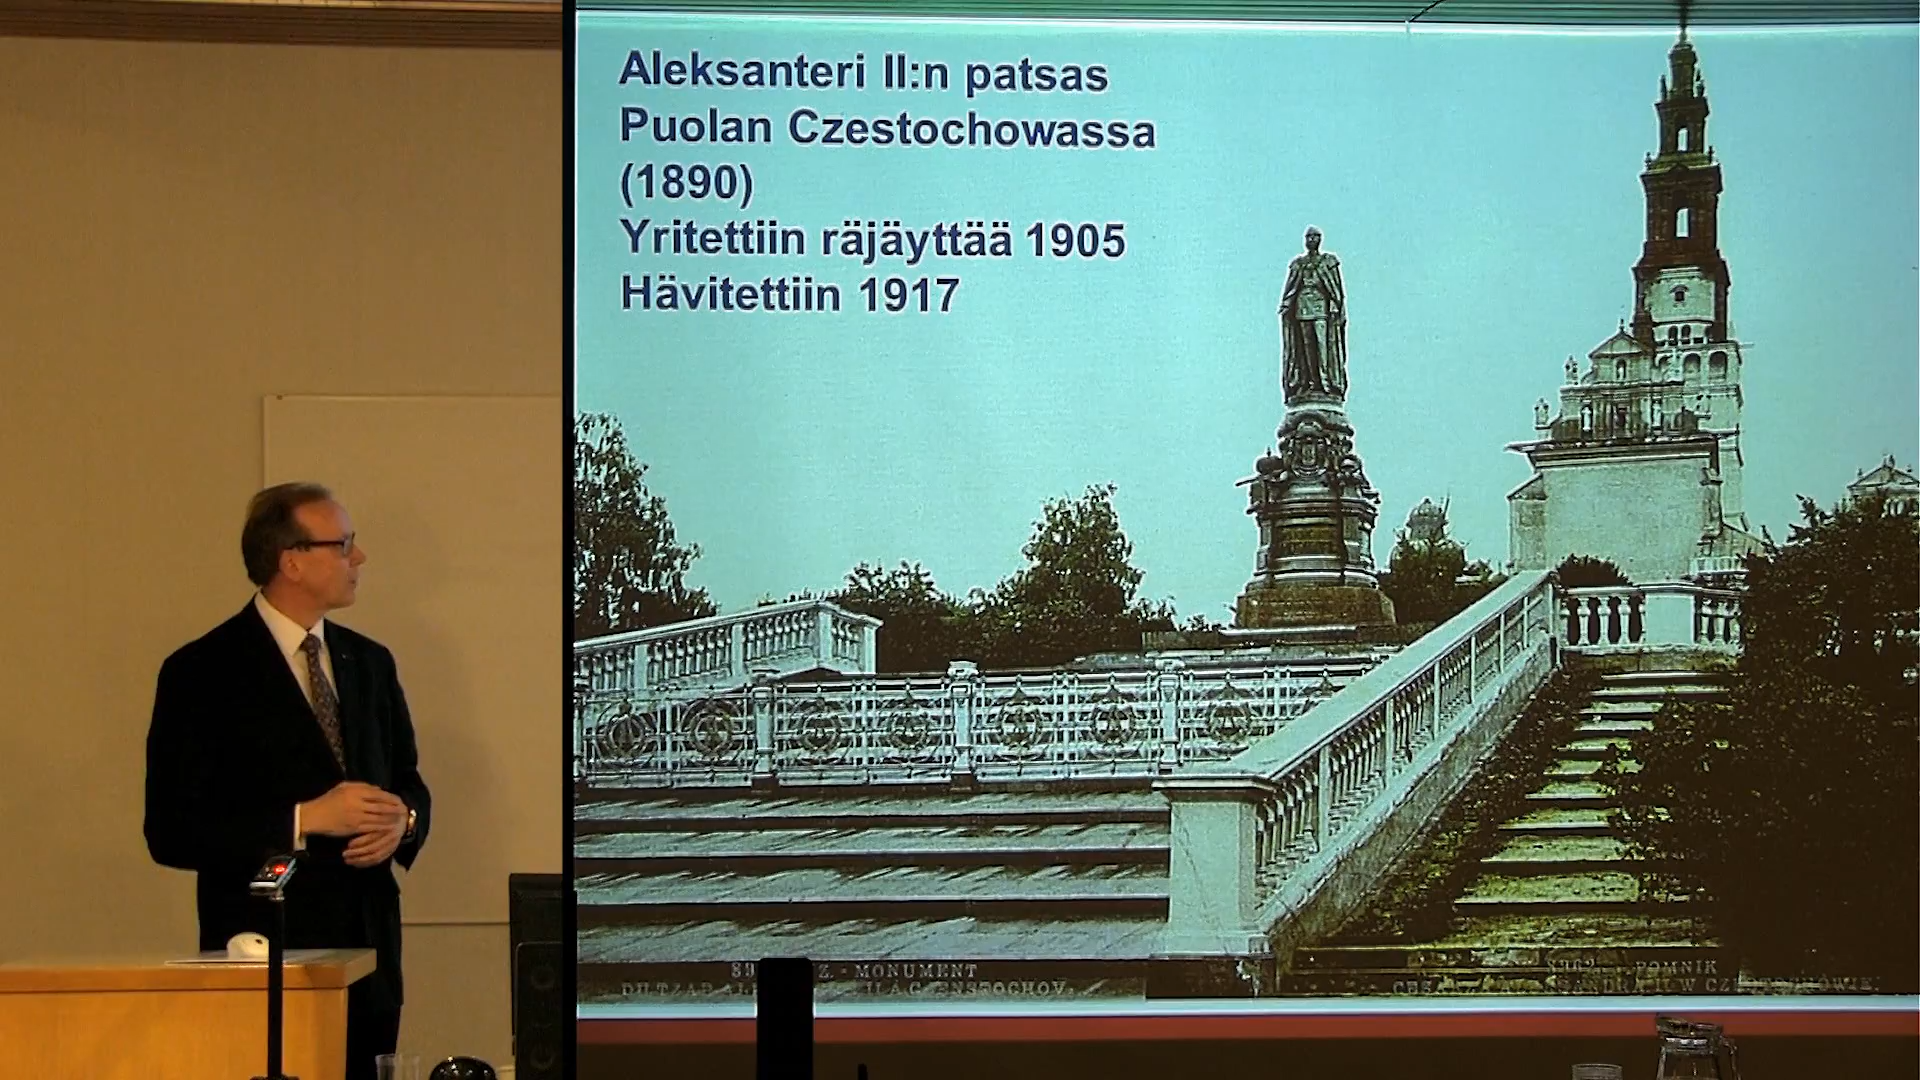 Aleksanteri II:n patsas
Puolan Czestochowassa
(1890)
Yritettiin räjäyttää 1905
Hävitettiin 1917
MONUMENT
POMNIK